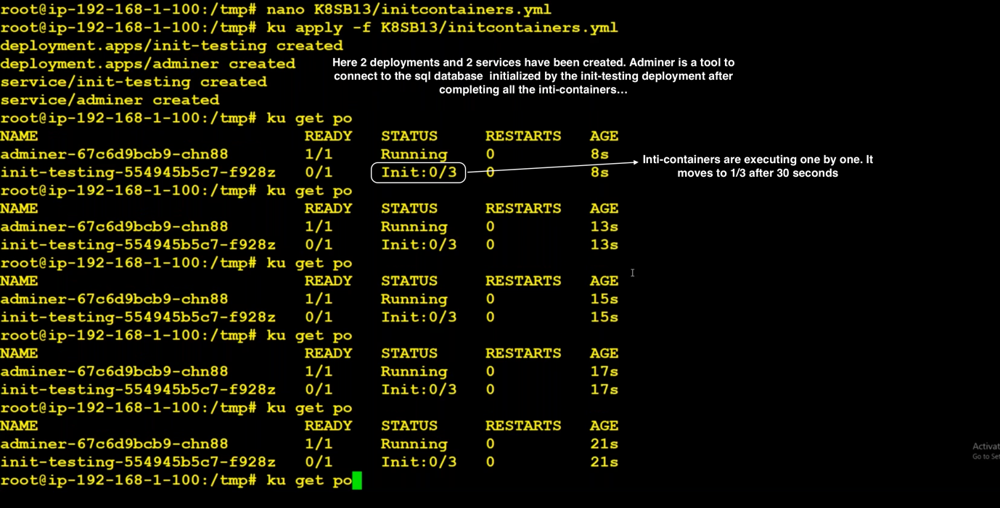 root@ip-192-168-1-100:/tmp# nano K8SB13/initcontainers.yml
root@ip-192-168-1-100:/tmp# ku apply -f K8SB13/initcontainers.yml
deployment.apps/init-testing created
deployment.apps/adminer created
service/init-testing created
service/adminer created
Here 2 deployments and 2 services have been created. Adminer is a tool to
connect to the sql database initialized by the init-testing deployment after
completing all the inti-containers...
root@ip-192-168-1-100:/tmp# ku get po
NAME READY STATUS RESTARTS AGE
adminer-67c6d9bcb9-chn88 1/1 Running 0 8s
init-testing-554945b5c7-f928z 0/1 Init:0/3 0 8s
Inti-containers are executing one by one. It
moves to 1/3 after 30 seconds
root@ip-192-168-1-100:/tmp# ku get po
NAME READY STATUS RESTARTS AGE
adminer-67c6d9bcb9-chn88 1/1 Running 0 13s
init-testing-554945b5c7-f928z 0/1 Init:0/3 0 13s
root@ip-192-168-1-100:/tmp# ku get po
NAME READY STATUS RESTARTS AGE
adminer-67c6d9bcb9-chn88 1/1 Running 0 15s
init-testing-554945b5c7-f928z 0/1 Init:0/3 0 15s
root@ip-192-168-1-100:/tmp# ku get po
NAME READY STATUS RESTARTS AGE
adminer-67c6d9bcb9-chn88 1/1 Running 0 17s
init-testing-554945b5c7-f928z 0/1 Init:0/3 0 17s
root@ip-192-168-1-100:/tmp# ku get po
NAME READY STATUS RESTARTS AGE
adminer-67c6d9bcb9-chn88 1/1 Running 0 21s
init-testing-554945b5c7-f928z 0/1 Init:0/3 0 21s
root@ip-192-168-1-100:/tmp# ku get po
Activat
Go to Set